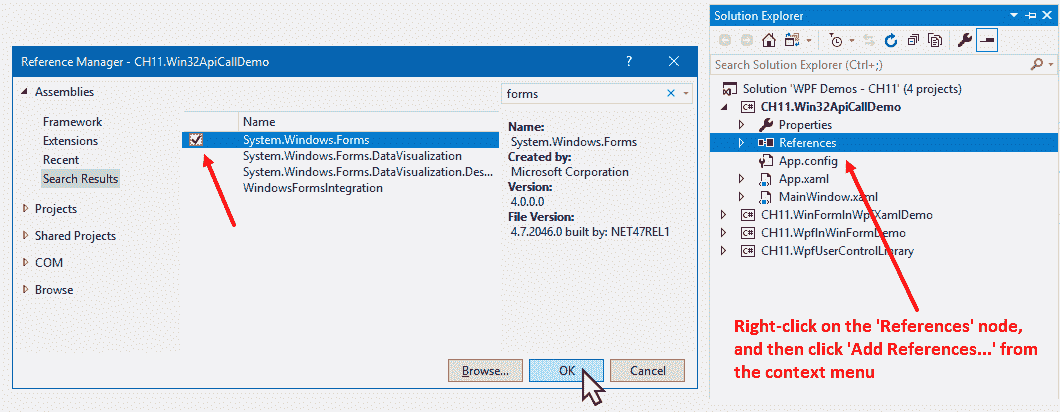 Reference Manager - CH11.Win32ApiCallDemo
? ×
Assemblies
Framework
Extensions
Recent
Search Results
Projects
Shared Projects
COM
Browse
Name
System.Windows.Forms
System.Windows.Forms.DataVisualization
System.Windows.Forms.DataVisualization.Des...
WindowsFormsIntegration
forms
Name:
System.Windows.Forms
Created by:
Microsoft Corporation
Version:
4.0.0.0
File Version:
4.7.2046.0 built by: NET47REL1
Browse... OK Cancel
Solution Explorer
Search Solution Explorer (Ctrl+;)
Solution 'WPF Demos - CH11' (4 projects)
C# CH11.Win32ApiCallDemo
Properties
References
App.config
App.xaml
MainWindow.xaml
C# CH11.WinFormInWpfXamlDemo
C# CH11.WpfInWinFormDemo
C# CH11.WpfUserControlLibrary
Right-click on the 'References' node,
and then click 'Add References...' from
the context menu